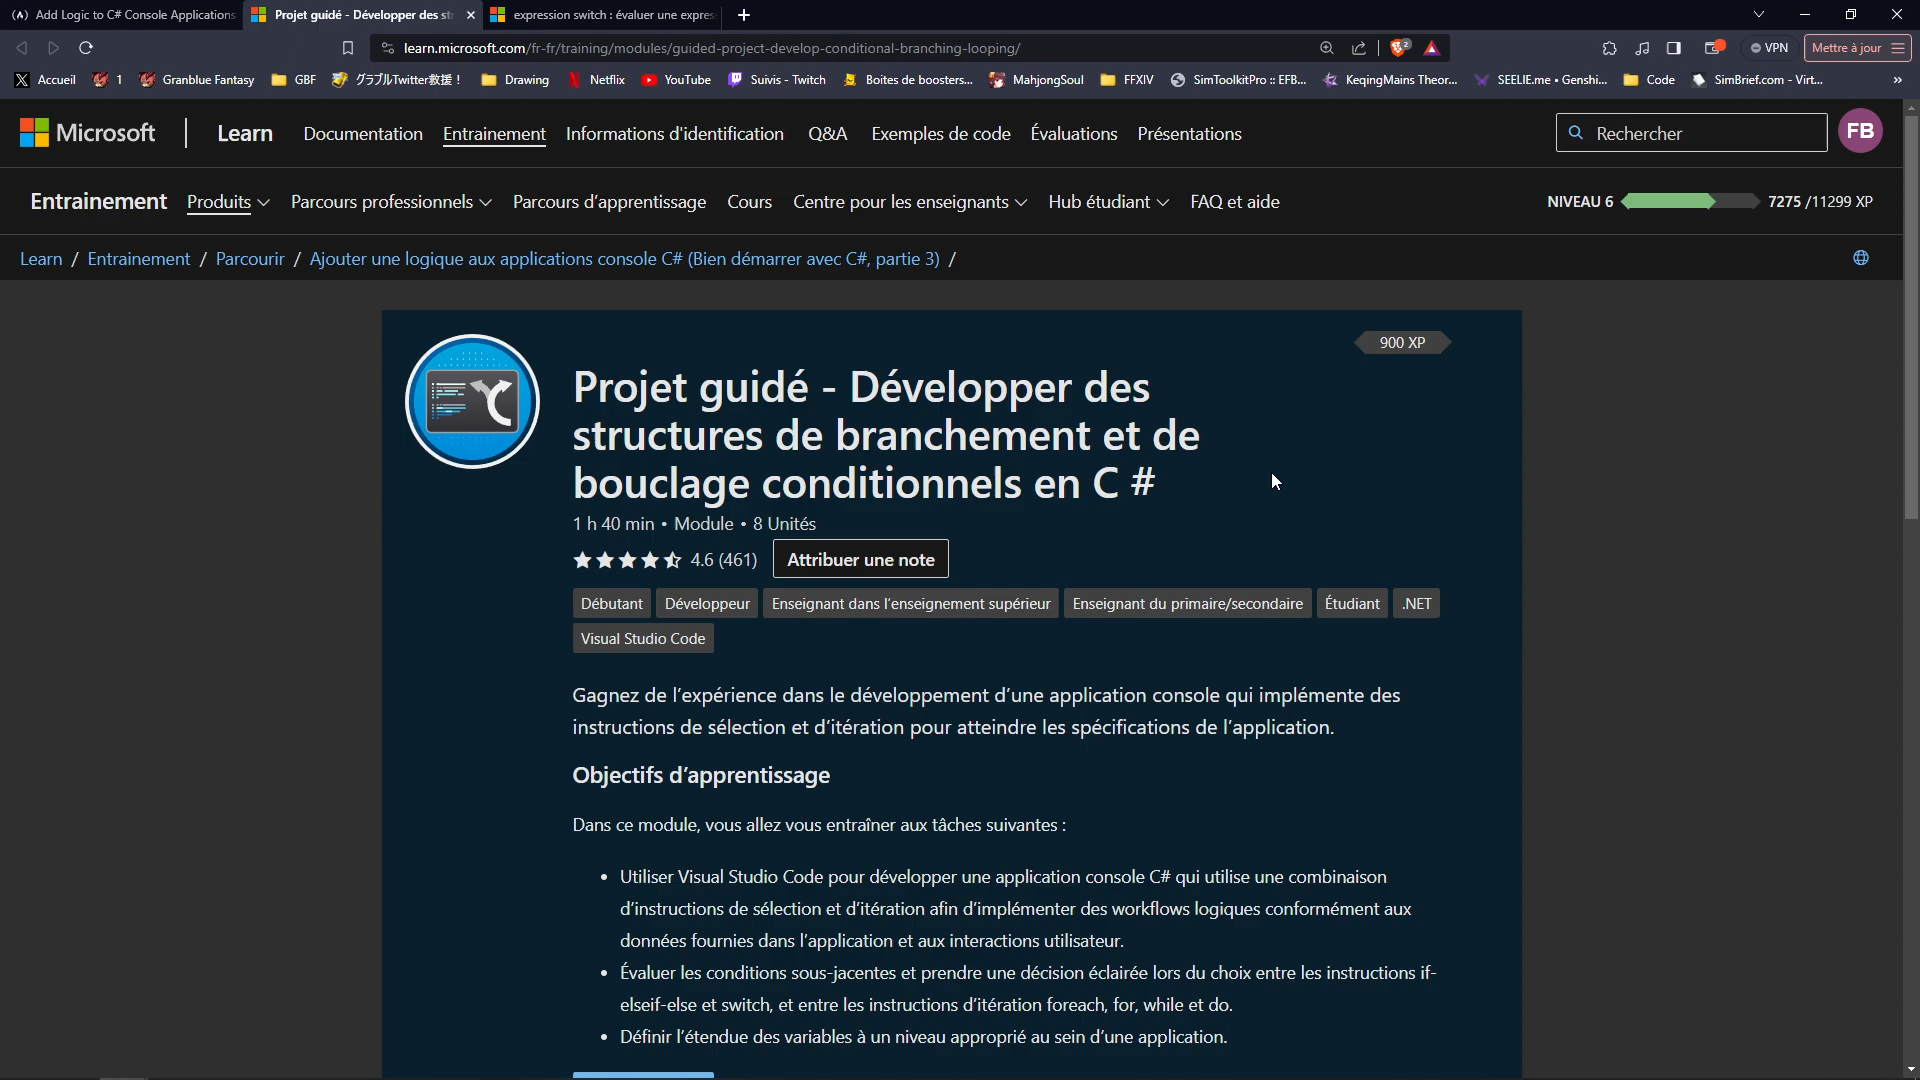 Add Logic to C# Console Applications
Projet guidé - Développer des st
expression switch : évaluer une expres
learn.microsoft.com/fr-fr/training/modules/guided-project-develop-conditional-branching-looping/
2
VPN
Mettre à jour
Accueil
1
Granblue Fantasy
GBF
グラブルTwitter救援！
Drawing
Netflix
YouTube
Suivis - Twitch
Boites de boosters...
MahjongSoul
FFXIV
SimToolkitPro :: EFB...
KeqingMains Theor...
SEELIE.me • Genshi...
Code
SimBrief.com - Virt...
»
Microsoft
Learn
Documentation
Entrainement
Informations d'identification
Q&A
Exemples de code
Évaluations
Présentations
Rechercher
FB
Entrainement
Produits
Parcours professionnels
Parcours d’apprentissage
Cours
Centre pour les enseignants
Hub étudiant
FAQ et aide
NIVEAU 6
7275 /11299 XP
Learn / Entrainement / Parcourir / Ajouter une logique aux applications console C# (Bien démarrer avec C#, partie 3) /
900 XP
Projet guidé - Développer des
structures de branchement et de
bouclage conditionnels en C #
1 h 40 min • Module • 8 Unités
4.6 (461)
Attribuer une note
Débutant
Développeur
Enseignant dans l’enseignement supérieur
Enseignant du primaire/secondaire
Étudiant
.NET
Visual Studio Code
Gagnez de l’expérience dans le développement d’une application console qui implémente des
instructions de sélection et d’itération pour atteindre les spécifications de l’application.
Objectifs d’apprentissage
Dans ce module, vous allez vous entraîner aux tâches suivantes :
• Utiliser Visual Studio Code pour développer une application console C# qui utilise une combinaison
d’instructions de sélection et d’itération afin d’implémenter des workflows logiques conformément aux
données fournies dans l’application et aux interactions utilisateur.
• Évaluer les conditions sous-jacentes et prendre une décision éclairée lors du choix entre les instructions if-
elseif-else et switch, et entre les instructions d’itération foreach, for, while et do.
• Définir l’étendue des variables à un niveau approprié au sein d’une application.